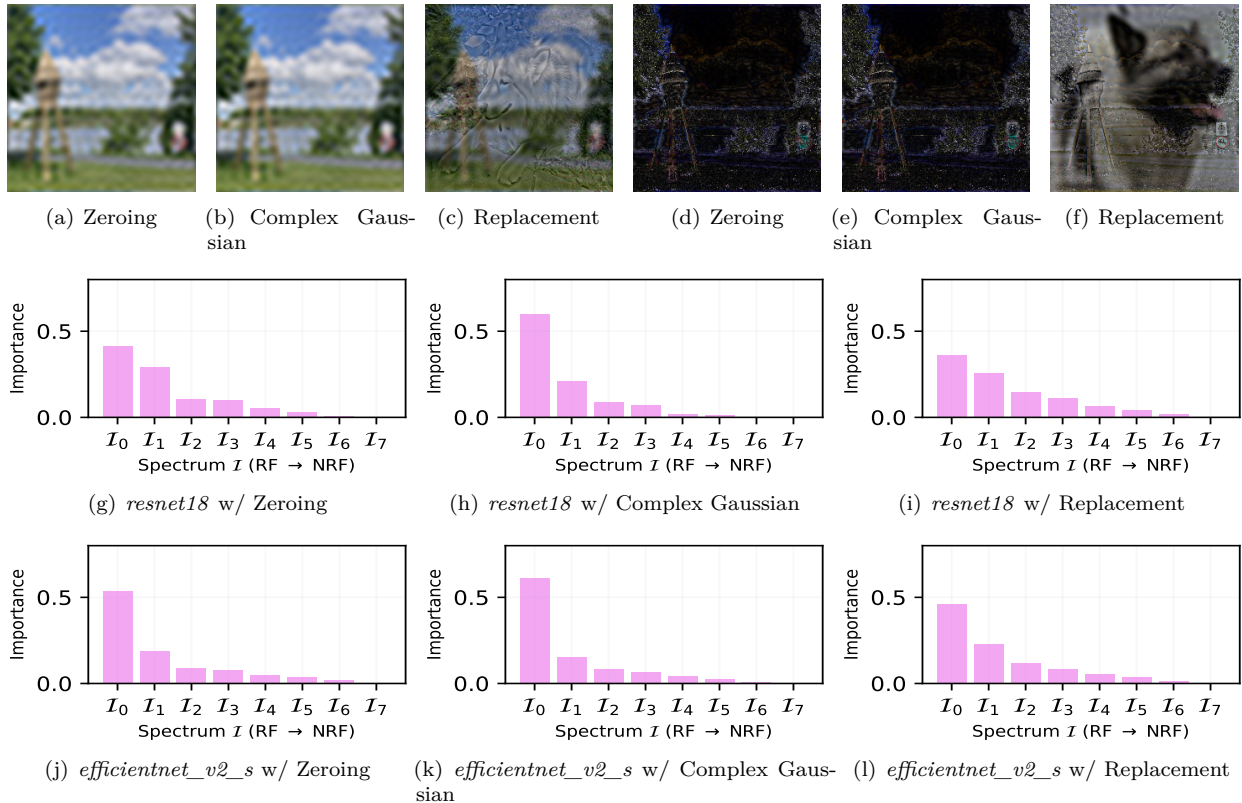 (a) Zeroing
(b) Complex Gaus-
sian
(c) Replacement
(d) Zeroing
(e) Complex Gaus-
sian
(f) Replacement
Importance
0.5
0.0
𝓘₀ 𝓘₁ 𝓘₂ 𝓘₃ 𝓘₄ 𝓘₅ 𝓘₆ 𝓘₇
Spectrum 𝓘 (RF → NRF)
(g) resnet18 w/ Zeroing
Importance
0.5
0.0
𝓘₀ 𝓘₁ 𝓘₂ 𝓘₃ 𝓘₄ 𝓘₅ 𝓘₆ 𝓘₇
Spectrum 𝓘 (RF → NRF)
(h) resnet18 w/ Complex Gaussian
Importance
0.5
0.0
𝓘₀ 𝓘₁ 𝓘₂ 𝓘₃ 𝓘₄ 𝓘₅ 𝓘₆ 𝓘₇
Spectrum 𝓘 (RF → NRF)
(i) resnet18 w/ Replacement
Importance
0.5
0.0
𝓘₀ 𝓘₁ 𝓘₂ 𝓘₃ 𝓘₄ 𝓘₅ 𝓘₆ 𝓘₇
Spectrum 𝓘 (RF → NRF)
(j) efficientnet_v2_s w/ Zeroing
Importance
0.5
0.0
𝓘₀ 𝓘₁ 𝓘₂ 𝓘₃ 𝓘₄ 𝓘₅ 𝓘₆ 𝓘₇
Spectrum 𝓘 (RF → NRF)
(k) efficientnet_v2_s w/ Complex Gaus-
sian
Importance
0.5
0.0
𝓘₀ 𝓘₁ 𝓘₂ 𝓘₃ 𝓘₄ 𝓘₅ 𝓘₆ 𝓘₇
Spectrum 𝓘 (RF → NRF)
(l) efficientnet_v2_s w/ Replacement